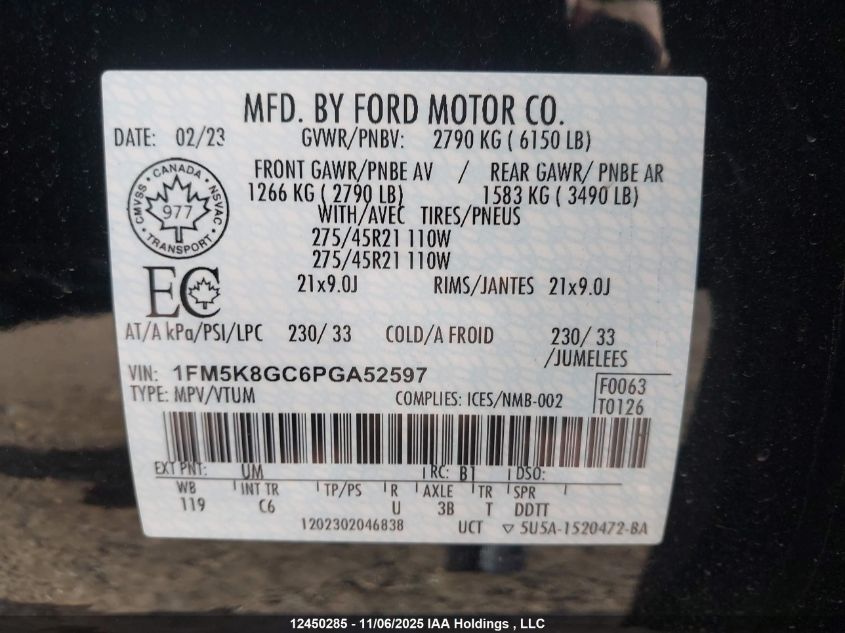 MFD. BY FORD MOTOR CO.
DATE: 02/23 GVWR/PNBV: 2790 KG ( 6150 LB)
FRONT GAWR/PNBE AV / REAR GAWR/ PNBE AR
1266 KG ( 2790 LB) 1583 KG ( 3490 LB)
WITH/AVEC TIRES/PNEUS
275/45R21 110W
275/45R21 110W
21x9.0J RIMS/JANTES 21x9.0J
CANADA
CMVSS NSVAC
977
TRANSPORT
EC
AT/A kPa/PSI/LPC 230/ 33 COLD/A FROID 230/ 33
/JUMELEES
VIN: 1FM5K8GC6PGA52597
TYPE: MPV/VTUM COMPLIES: ICES/NMB-002
F0063
T0126
EXT PNT: UM RC: B1 DSO:
WB INT TR TP/PS R AXLE TR SPR
119 C6 U 3B T DDTT
1202302046838 UCT ▽ 5U5A-1520472-BA
12450285 - 11/06/2025 IAA Holdings , LLC